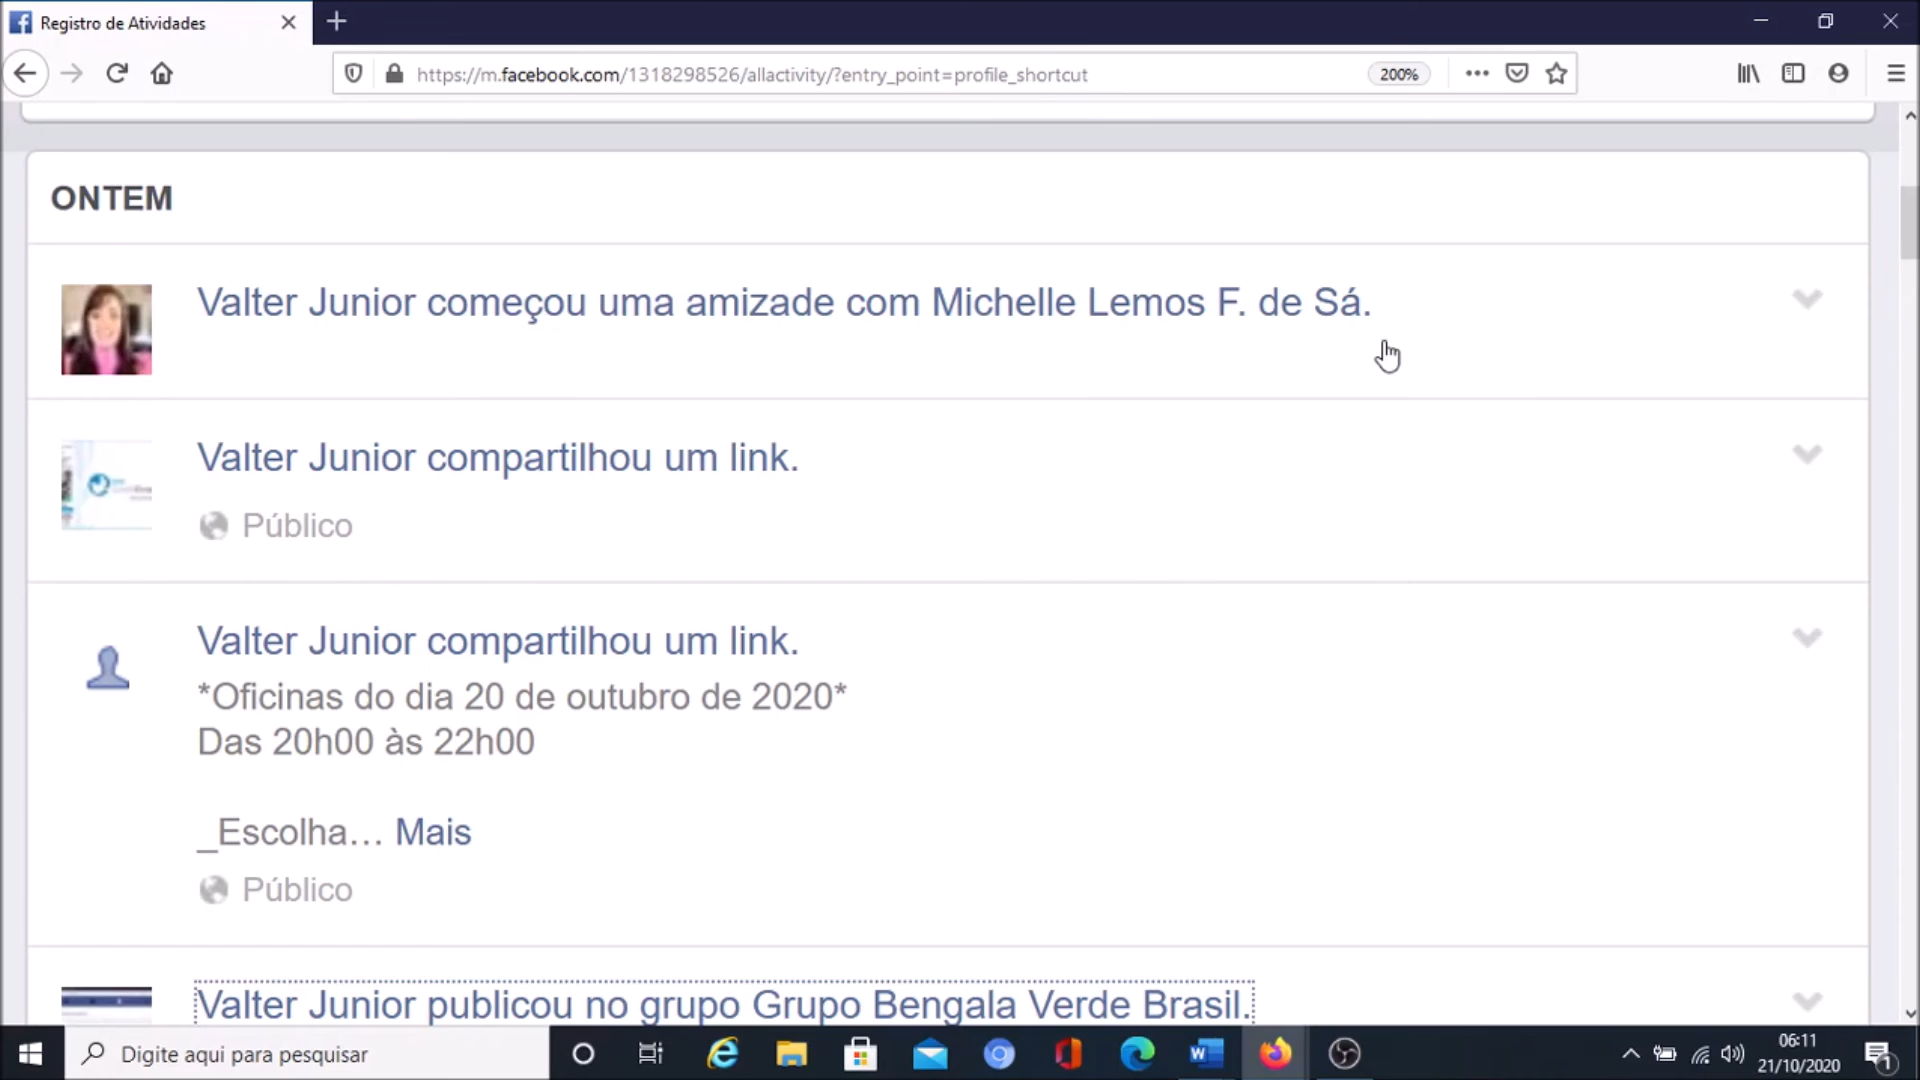 Registro de Atividades
https://m.facebook.com/1318298526/allactivity/?entry_point=profile_shortcut
200%
ONTEM
Valter Junior começou uma amizade com Michelle Lemos F. de Sá.
Valter Junior compartilhou um link.
Público
Valter Junior compartilhou um link.
*Oficinas do dia 20 de outubro de 2020*
Das 20h00 às 22h00
_Escolha… Mais
Público
Valter Junior publicou no grupo Grupo Bengala Verde Brasil.
Digite aqui para pesquisar
06:11
21/10/2020
1